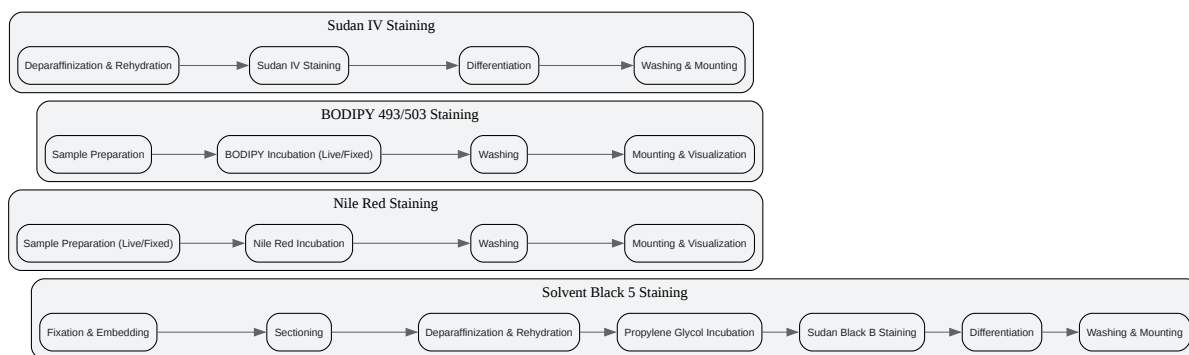 Sudan IV Staining
Deparaffinization & Rehydration
Sudan IV Staining
Differentiation
Washing & Mounting
BODIPY 493/503 Staining
Sample Preparation
BODIPY Incubation (Live/Fixed)
Washing
Mounting & Visualization
Nile Red Staining
Sample Preparation (Live/Fixed)
Nile Red Incubation
Washing
Mounting & Visualization
Solvent Black 5 Staining
Fixation & Embedding
Sectioning
Deparaffinization & Rehydration
Propylene Glycol Incubation
Sudan Black B Staining
Differentiation
Washing & Mounting